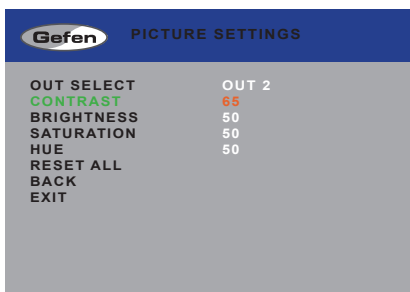 Gefen PICTURE SETTINGS
OUT SELECT OUT 2
CONTRAST 65
BRIGHTNESS 50
SATURATION 50
HUE 50
RESET ALL
BACK
EXIT